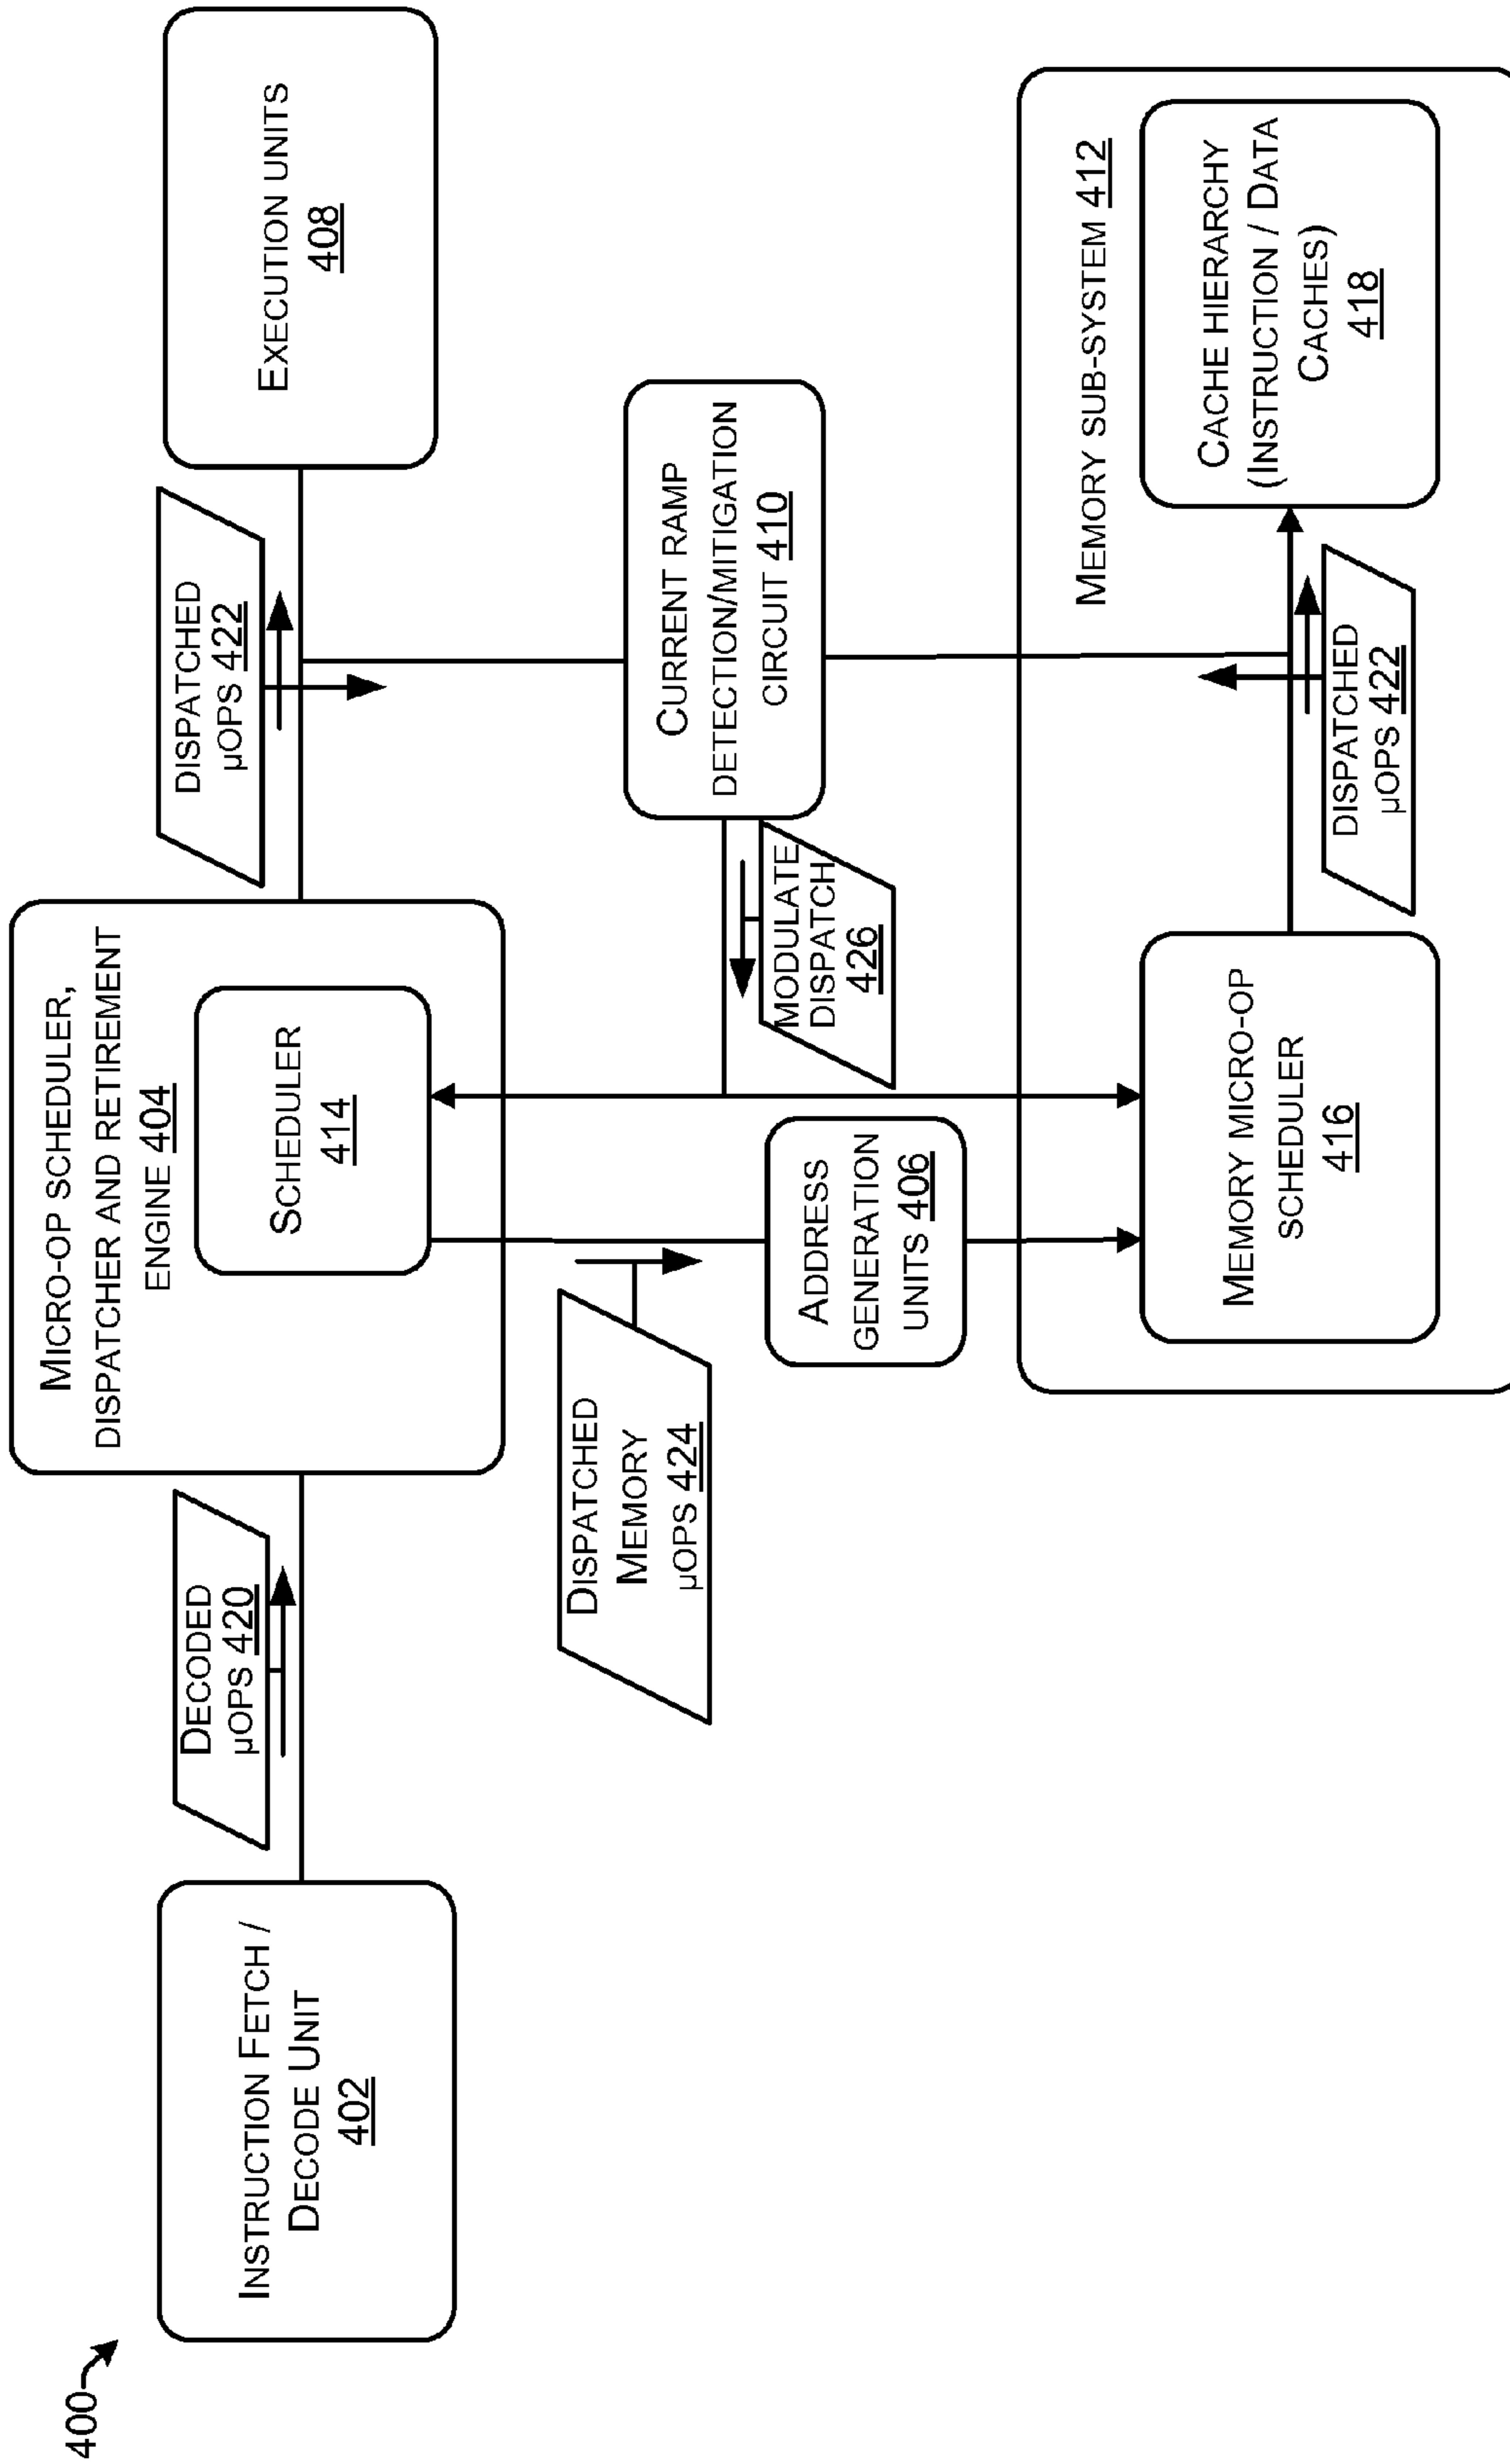 400
INSTRUCTION FETCH /
DECODE UNIT
402
DECODED
µOPS 420
MICRO-OP SCHEDULER,
DISPATCHER AND RETIREMENT
ENGINE 404
SCHEDULER
414
DISPATCHED
µOPS 422
EXECUTION UNITS
408
DISPATCHED
MEMORY
µOPS 424
ADDRESS
GENERATION
UNITS 406
MODULATE
DISPATCH
426
CURRENT RAMP
DETECTION/MITIGATION
CIRCUIT 410
MEMORY SUB-SYSTEM 412
MEMORY MICRO-OP
SCHEDULER
416
DISPATCHED
µOPS 422
CACHE HIERARCHY
(INSTRUCTION / DATA
CACHES)
418